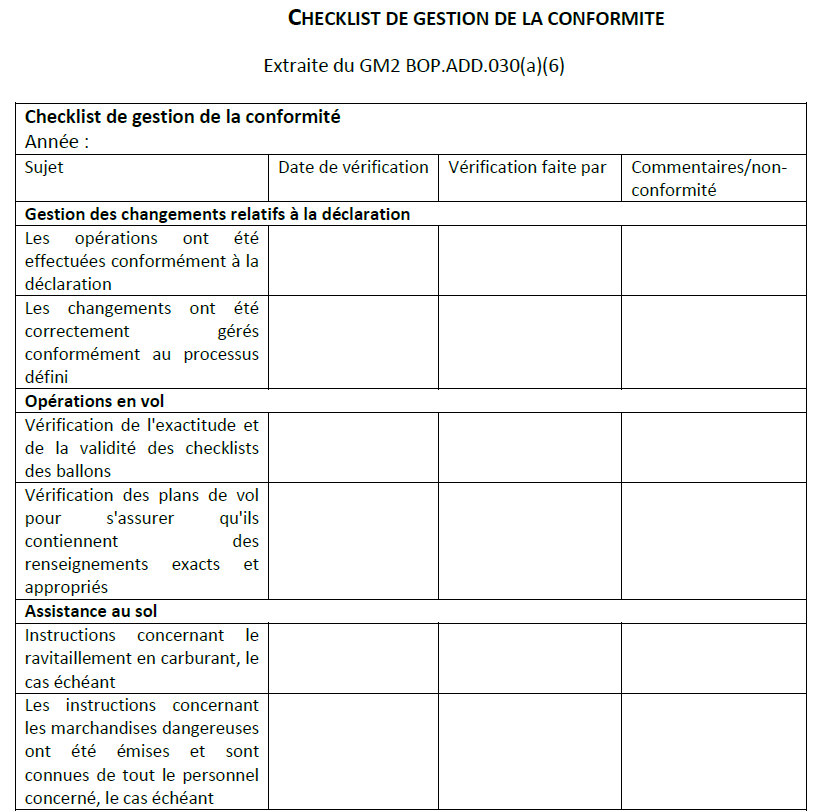 CHECKLIST DE GESTION DE LA CONFORMITE
Extraite du GM2 BOP.ADD.030(a)(6)
Checklist de gestion de la conformité
Année :
Sujet
Date de vérification
Vérification faite par
Commentaires/non-
conformité
Gestion des changements relatifs à la déclaration
Les opérations ont été
effectuées conformément à la
déclaration
Les changements ont été
correctement gérés
conformément au processus
défini
Opérations en vol
Vérification de l'exactitude et
de la validité des checklists
des ballons
Vérification des plans de vol
pour s'assurer qu'ils
contiennent des
renseignements exacts et
appropriés
Assistance au sol
Instructions concernant le
ravitaillement en carburant, le
cas échéant
Les instructions concernant
les marchandises dangereuses
ont été émises et sont
connues de tout le personnel
concerné, le cas échéant